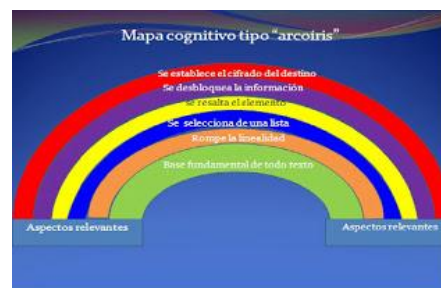 Mapa cognitivo tipo “arcoíris”
Se establece el cifrado del destino
Se desbloquea la información
se resalta el elemento
Se selecciona de una lista
Rompe la linealidad
Base fundamental de todo texto
Aspectos relevantes
Aspectos relevantes